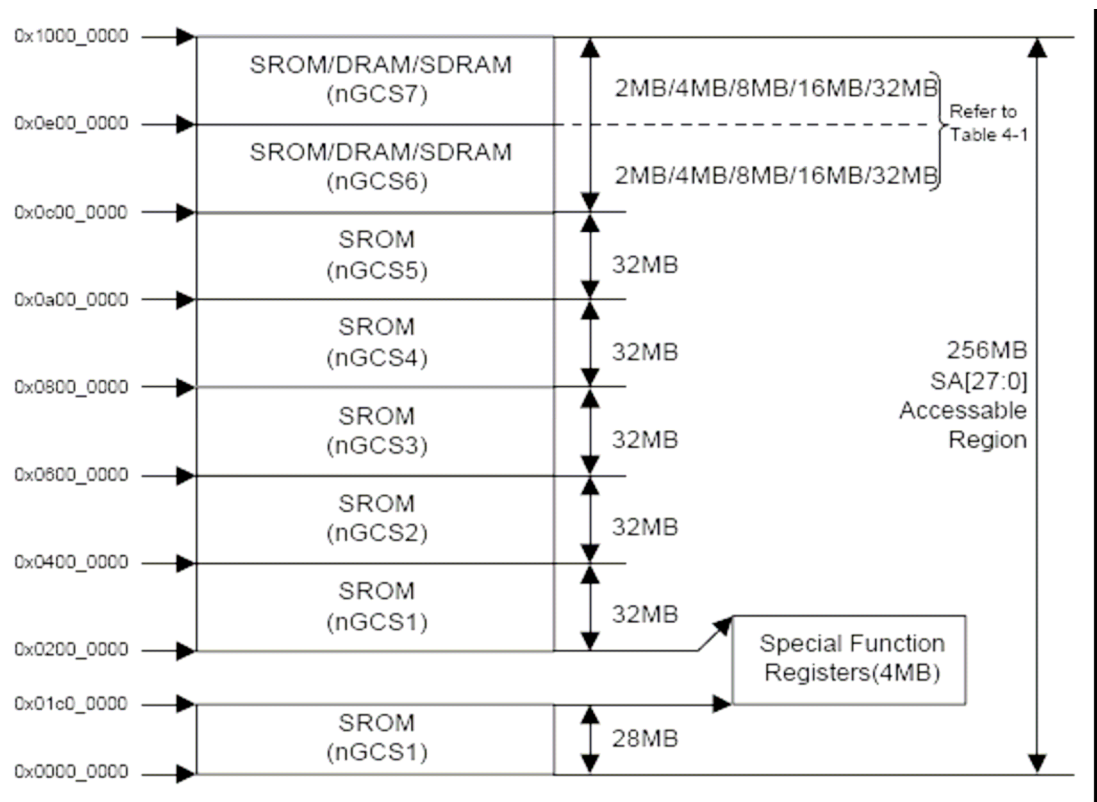 0x1000_0000
SROM/DRAM/SDRAM
(nGCS7)
2MB/4MB/8MB/16MB/32MB
Refer to
Table 4-1
0x0e00_0000
SROM/DRAM/SDRAM
(nGCS6)
2MB/4MB/8MB/16MB/32MB
0x0c00_0000
SROM
(nGCS5)
32MB
0x0a00_0000
SROM
(nGCS4)
32MB
256MB
SA[27:0]
Accessable
Region
0x0800_0000
SROM
(nGCS3)
32MB
0x0600_0000
SROM
(nGCS2)
32MB
0x0400_0000
SROM
(nGCS1)
32MB
0x0200_0000
Special Function
Registers(4MB)
0x01c0_0000
SROM
(nGCS1)
28MB
0x0000_0000